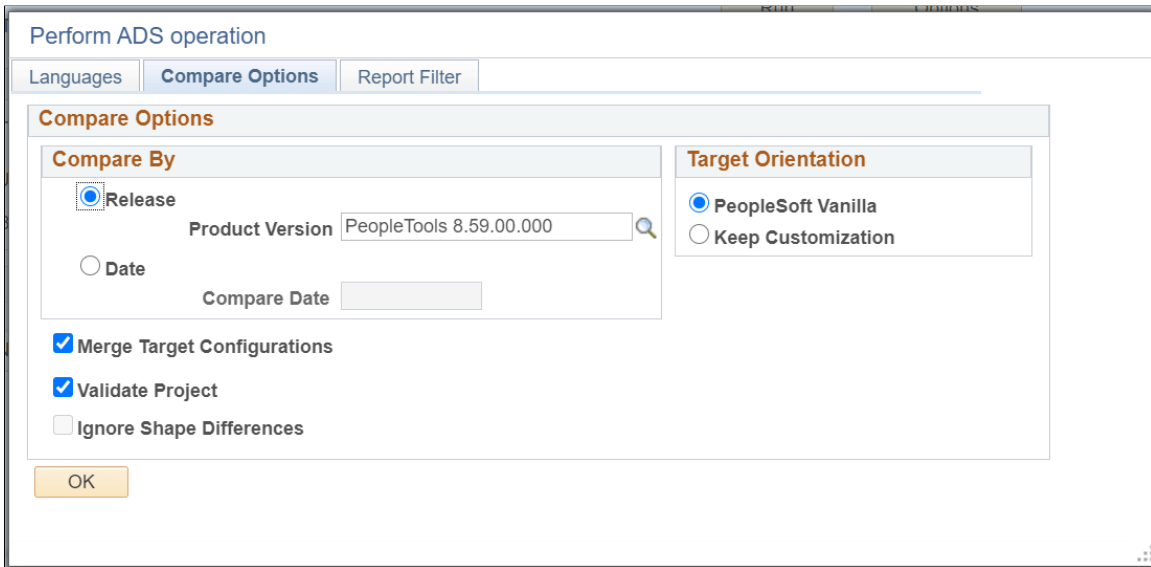 Run Options
Perform ADS operation
Languages Compare Options Report Filter
Compare Options
Compare By
Target Orientation
Release
Product Version PeopleTools 8.59.00.000
PeopleSoft Vanilla
Keep Customization
Date
Compare Date
Merge Target Configurations
Validate Project
Ignore Shape Differences
OK